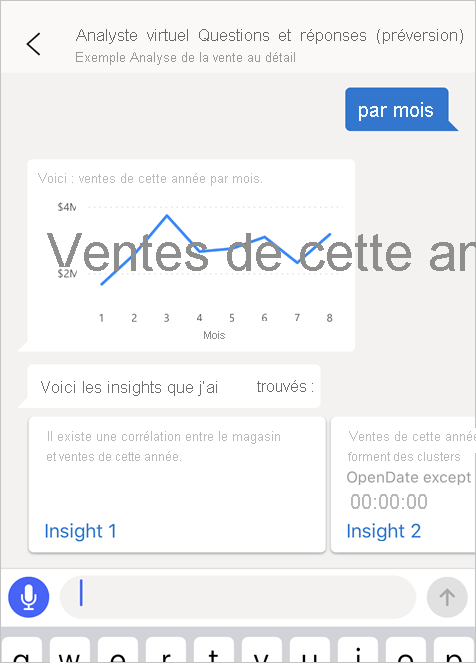 Analyste virtuel Questions et réponses (préversion)
Exemple Analyse de la vente au détail
par mois
Voici : ventes de cette année par mois.
$4M
Ventes de cette
$2M
1 2 3 4 5 6 7 8
Mois
Voici les insights que j'ai trouvés :
Il existe une corrélation entre le magasin
et ventes de cette année.
Insight 1
Ventes de cette
forment des clusters
OpenDate except
00:00:00
Insight 2
q w e r t y u i o p